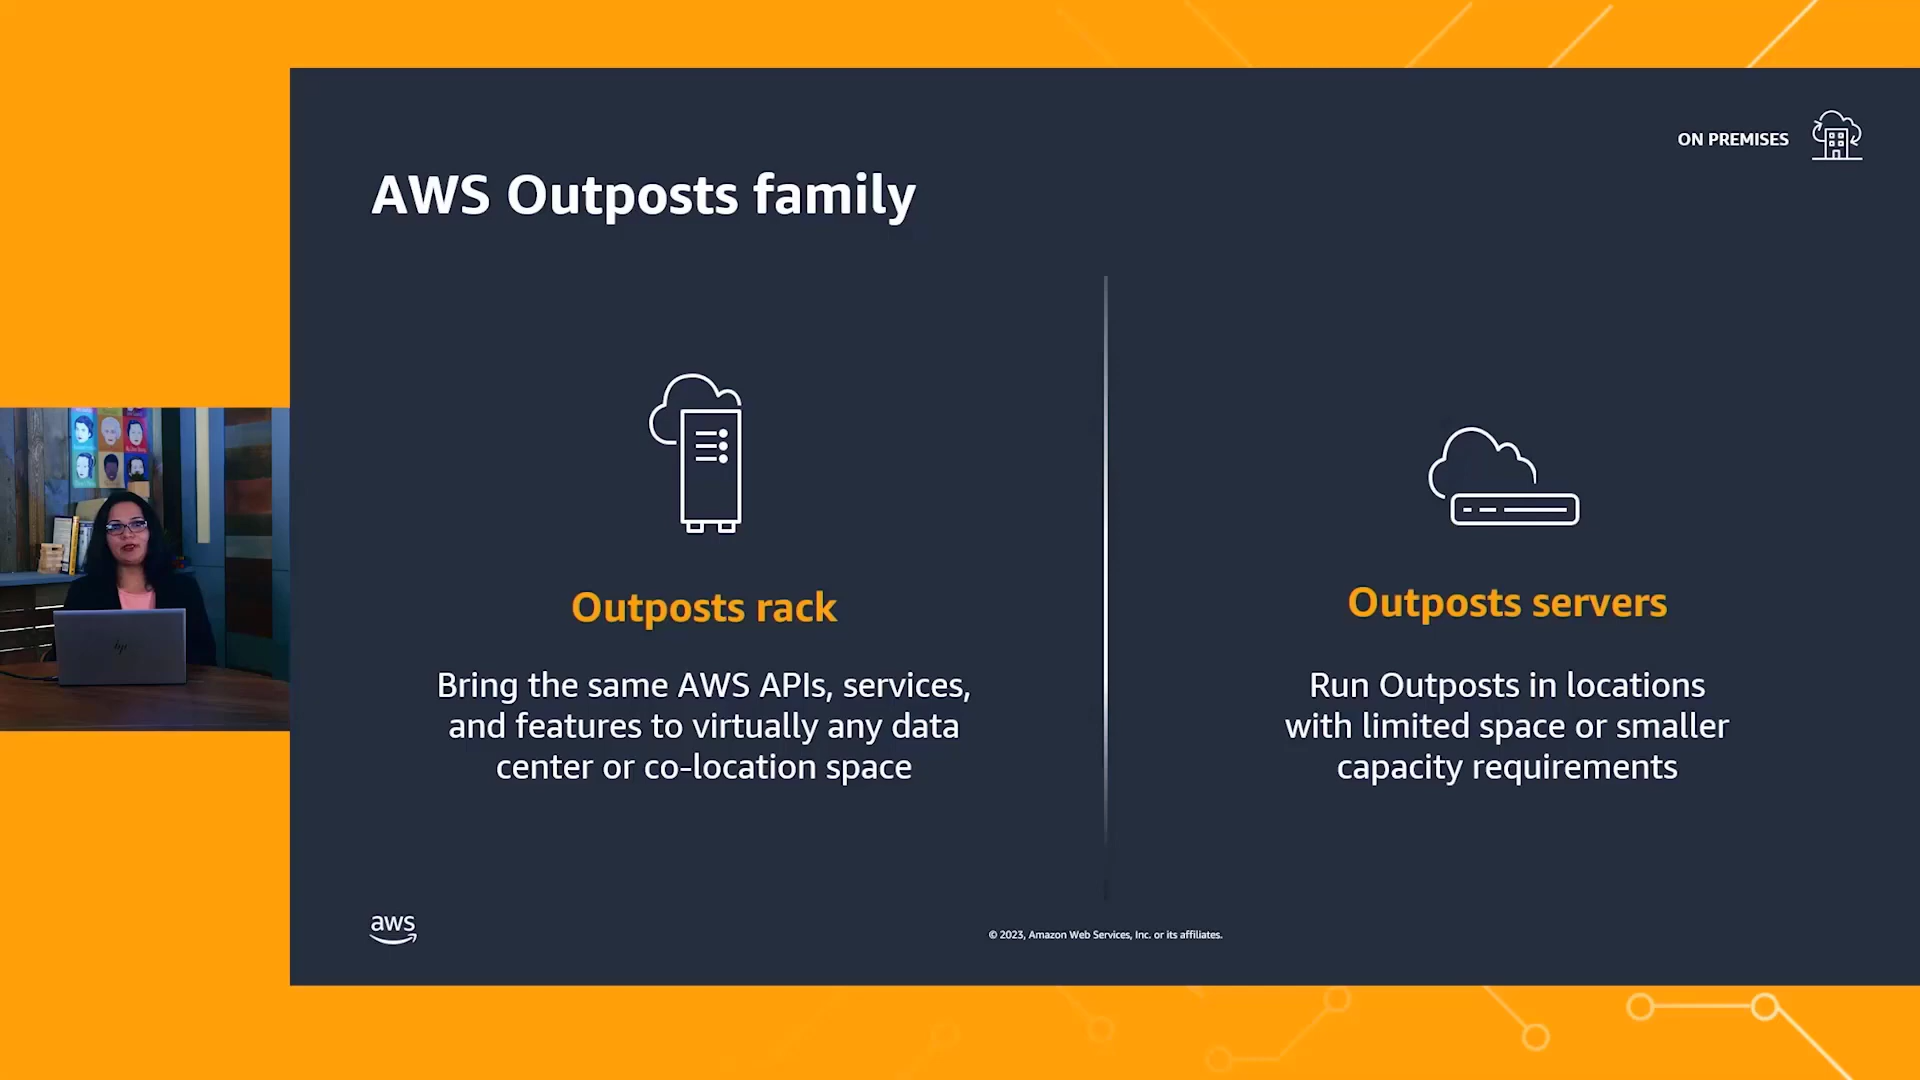 ON PREMISES
AWS Outposts family
Outposts rack
Bring the same AWS APIs, services,
and features to virtually any data
center or co-location space
Outposts servers
Run Outposts in locations
with limited space or smaller
capacity requirements
hp
aws
© 2023, Amazon Web Services, Inc. or its affiliates.